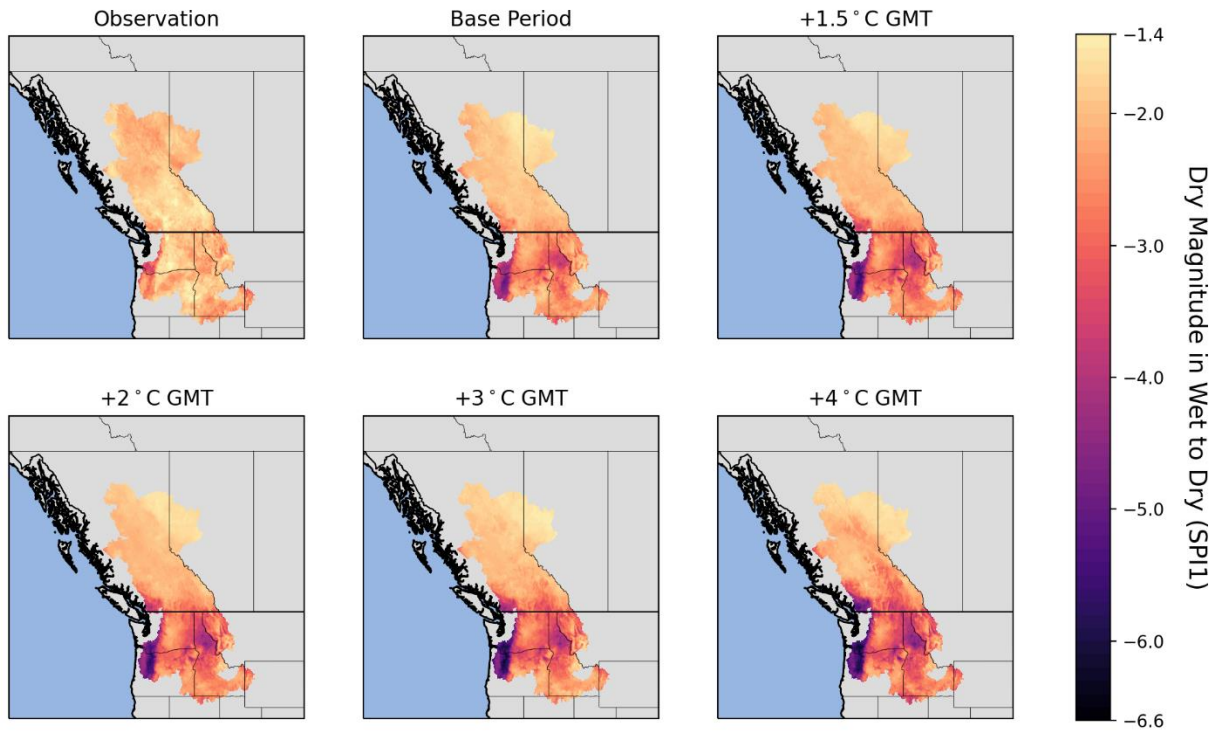 Observation
Base Period
+1.5°C GMT
+2°C GMT
+3°C GMT
+4°C GMT
−1.4
−2.0
−3.0
−4.0
−5.0
−6.0
−6.6
Dry Magnitude in Wet to Dry (SPI1)